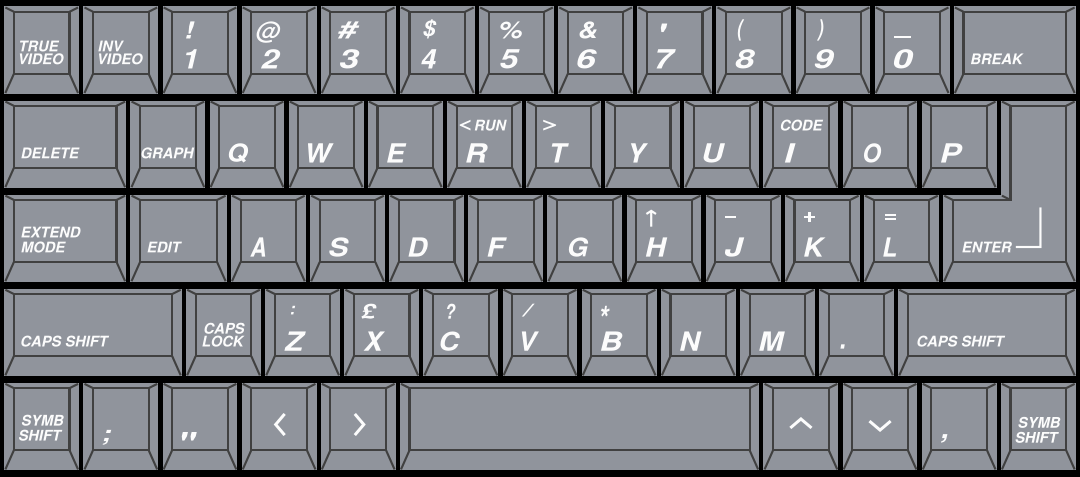 TRUE VIDEO INV VIDEO ! 1 @ 2 # 3 $ 4 % 5 & 6 ' 7 ( 8 ) 9 _ 0 BREAK
DELETE GRAPH Q W E < RUN R > T Y U CODE I O P
EXTEND MODE EDIT A S D F G ↑ H − J + K = L ENTER
CAPS SHIFT CAPS LOCK : Z £ X ? C / V * B N M . CAPS SHIFT
SYMB SHIFT ; " < > ^ ⌄ , SYMB SHIFT